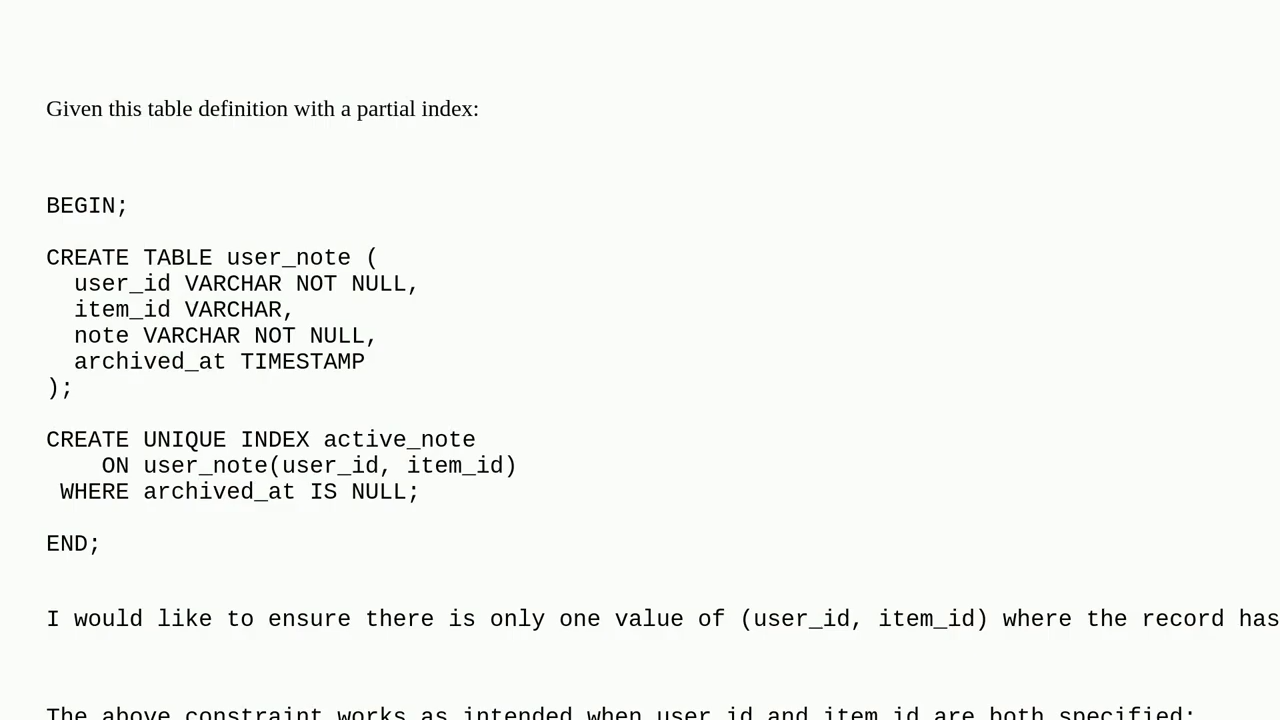 Given this table definition with a partial index:
BEGIN;
CREATE TABLE user_note (
  user_id VARCHAR NOT NULL,
  item_id VARCHAR,
  note VARCHAR NOT NULL,
  archived_at TIMESTAMP
);
CREATE UNIQUE INDEX active_note
    ON user_note(user_id, item_id)
 WHERE archived_at IS NULL;
END;
I would like to ensure there is only one value of (user_id, item_id) where the record has
The above constraint works as intended when user_id and item_id are both specified: